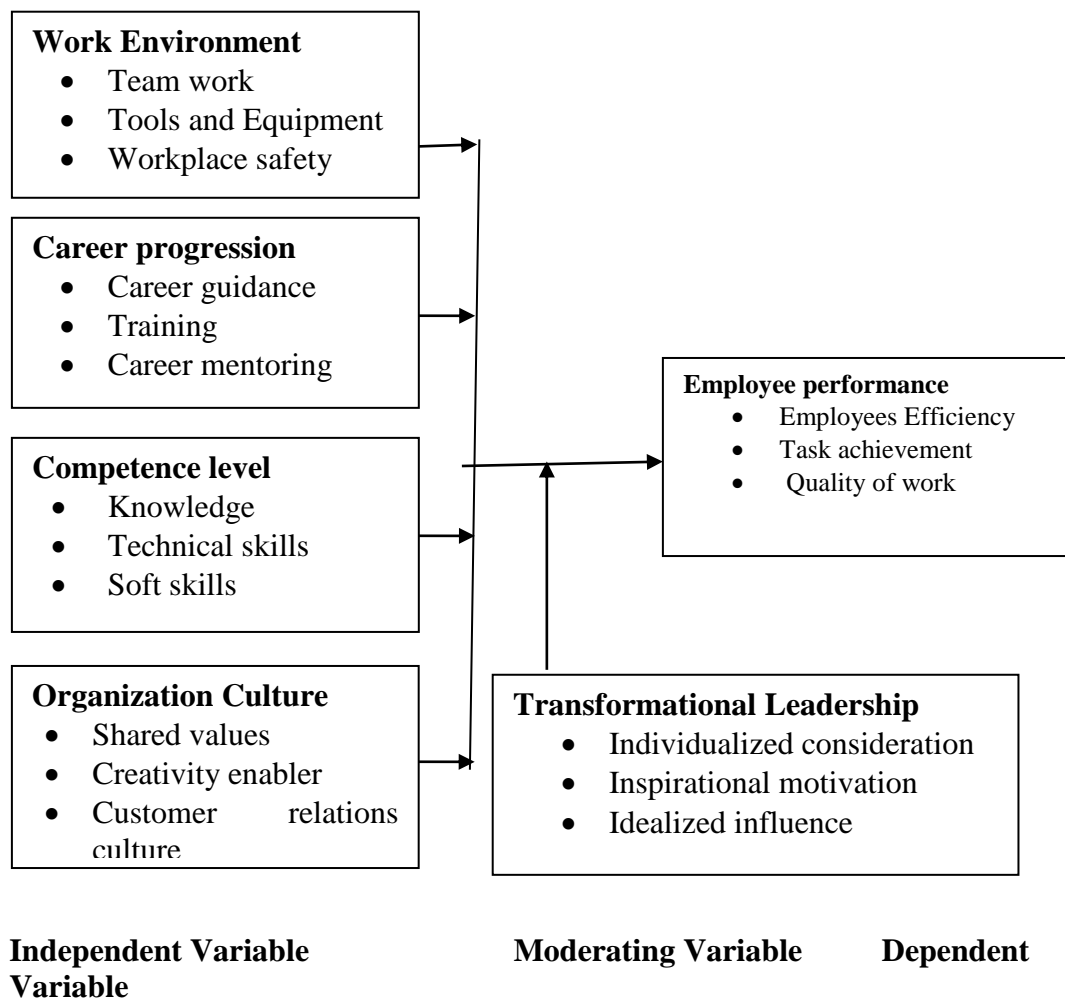 Work Environment
• Team work
• Tools and Equipment
• Workplace safety
Career progression
• Career guidance
• Training
• Career mentoring
Competence level
• Knowledge
• Technical skills
• Soft skills
Organization Culture
• Shared values
• Creativity enabler
• Customer relations
culture
Employee performance
• Employees Efficiency
• Task achievement
• Quality of work
Transformational Leadership
• Individualized consideration
• Inspirational motivation
• Idealized influence
Independent Variable Moderating Variable Dependent
Variable